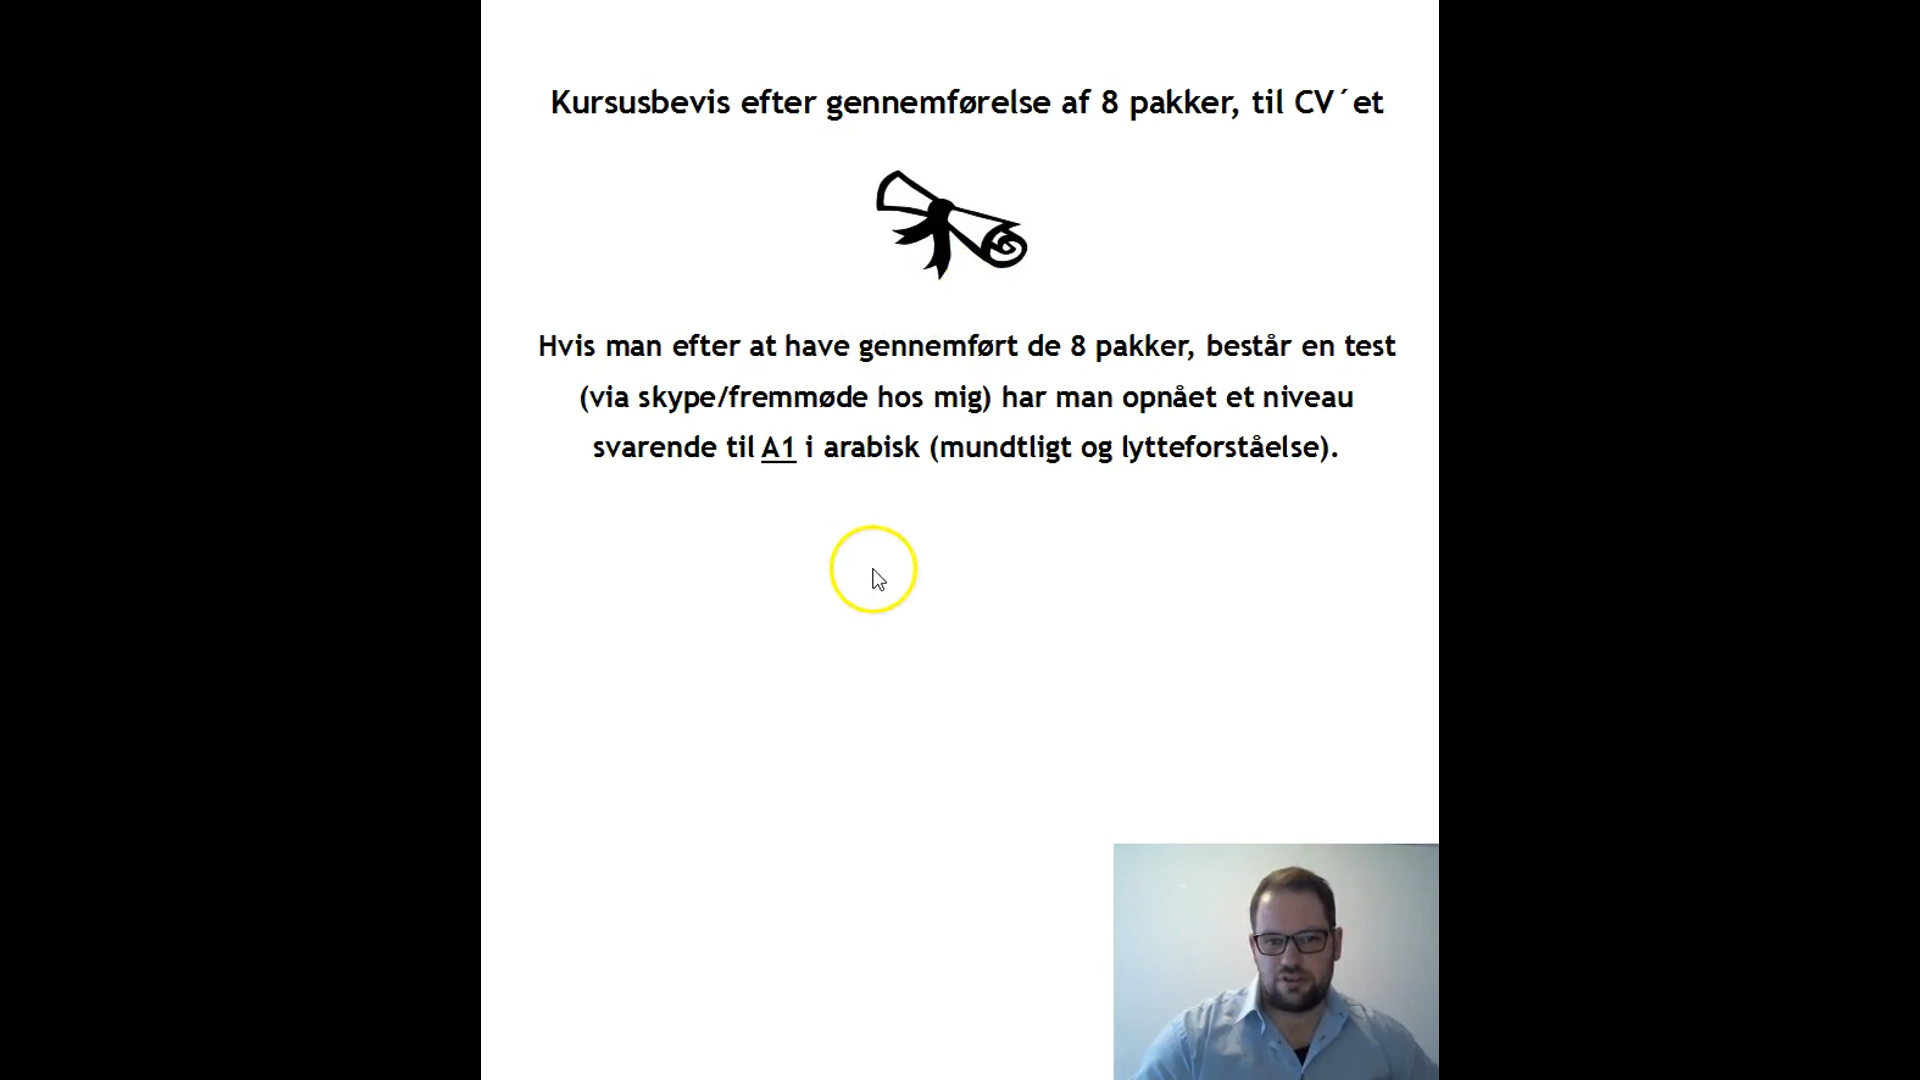 Kursusbevis efter gennemførelse af 8 pakker, til CV´et
Hvis man efter at have gennemført de 8 pakker, består en test
(via skype/fremmøde hos mig) har man opnået et niveau
svarende til A1 i arabisk (mundtligt og lytteforståelse).